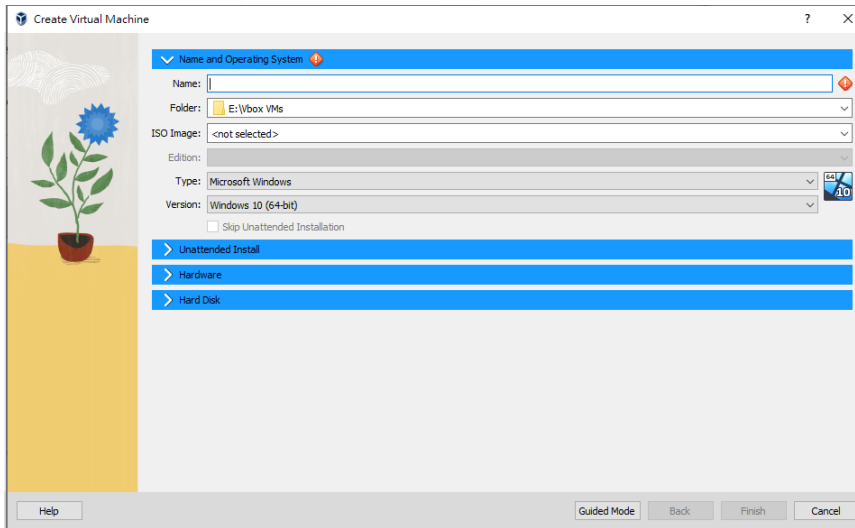 Create Virtual Machine ? ×
Name and Operating System
Name:
Folder: E:\Vbox VMs
ISO Image: <not selected>
Edition:
Type: Microsoft Windows
64 10
Version: Windows 10 (64-bit)
Skip Unattended Installation
Unattended Install
Hardware
Hard Disk
Help Guided Mode Back Finish Cancel